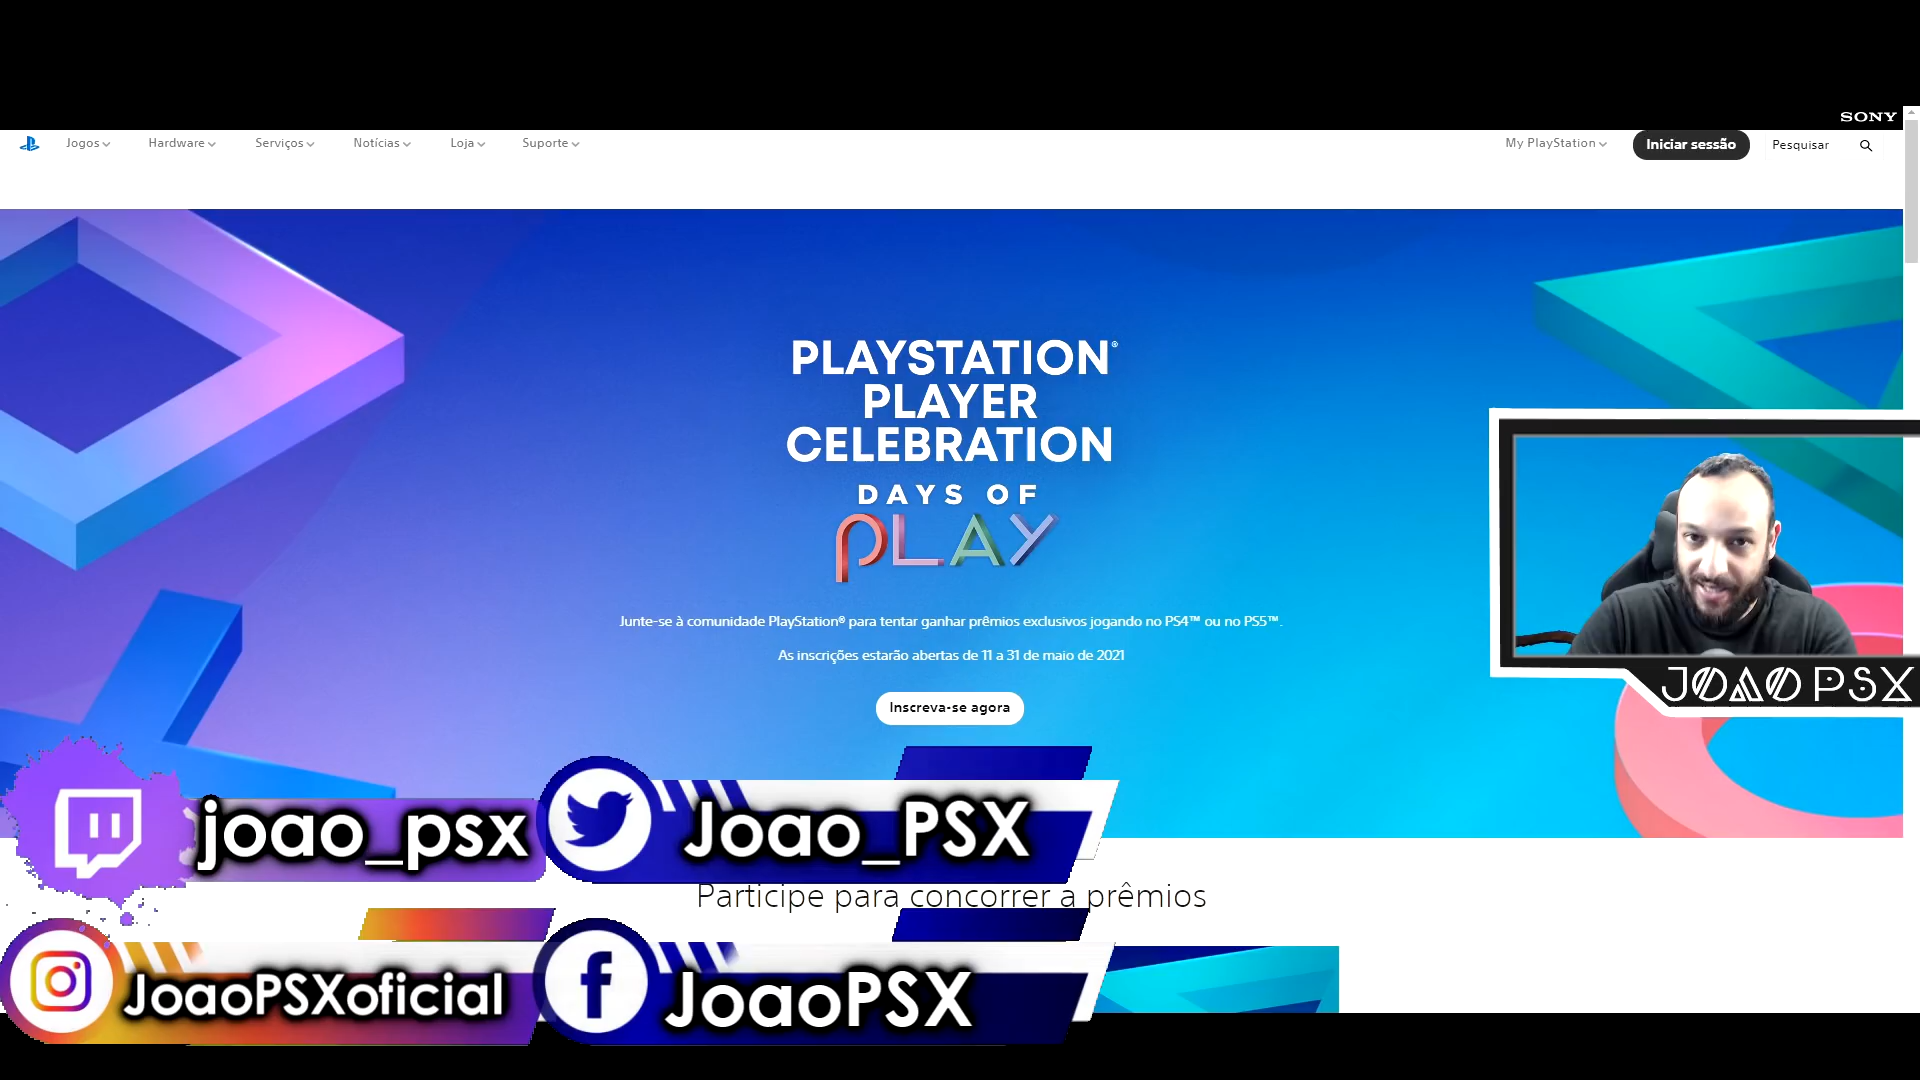 SONY
Jogos Hardware Serviços Notícias Loja Suporte My PlayStation Iniciar sessão Pesquisar
PLAYSTATION®
PLAYER
CELEBRATION
DAYS OF
PLAY
Junte-se à comunidade PlayStation® para tentar ganhar prêmios exclusivos jogando no PS4™ ou no PS5™.
As inscrições estarão abertas de 11 a 31 de maio de 2021
Inscreva-se agora
JOAO PSX
joao_psx
Joao_PSX
Participe para concorrer a prêmios
JoaoPSXoficial
JoaoPSX